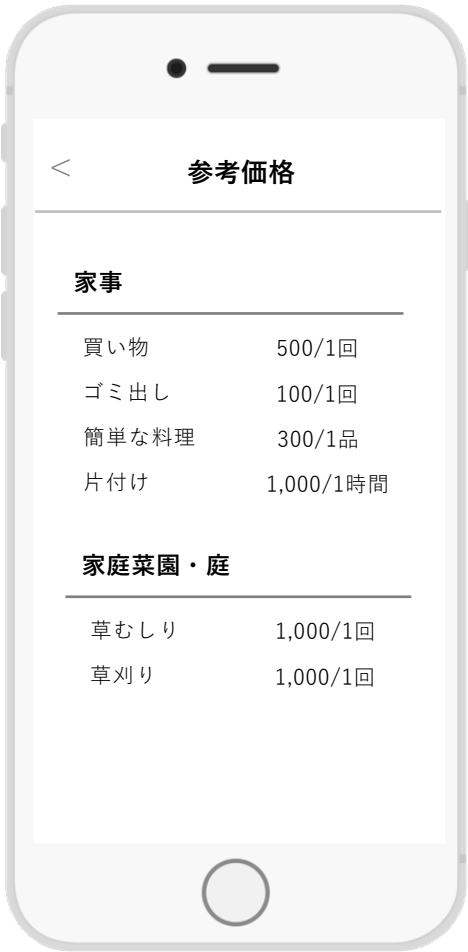 <
参考価格
家事
買い物 500/1回
ゴミ出し 100/1回
簡単な料理 300/1品
片付け 1,000/1時間
家庭菜園・庭
草むしり 1,000/1回
草刈り 1,000/1回